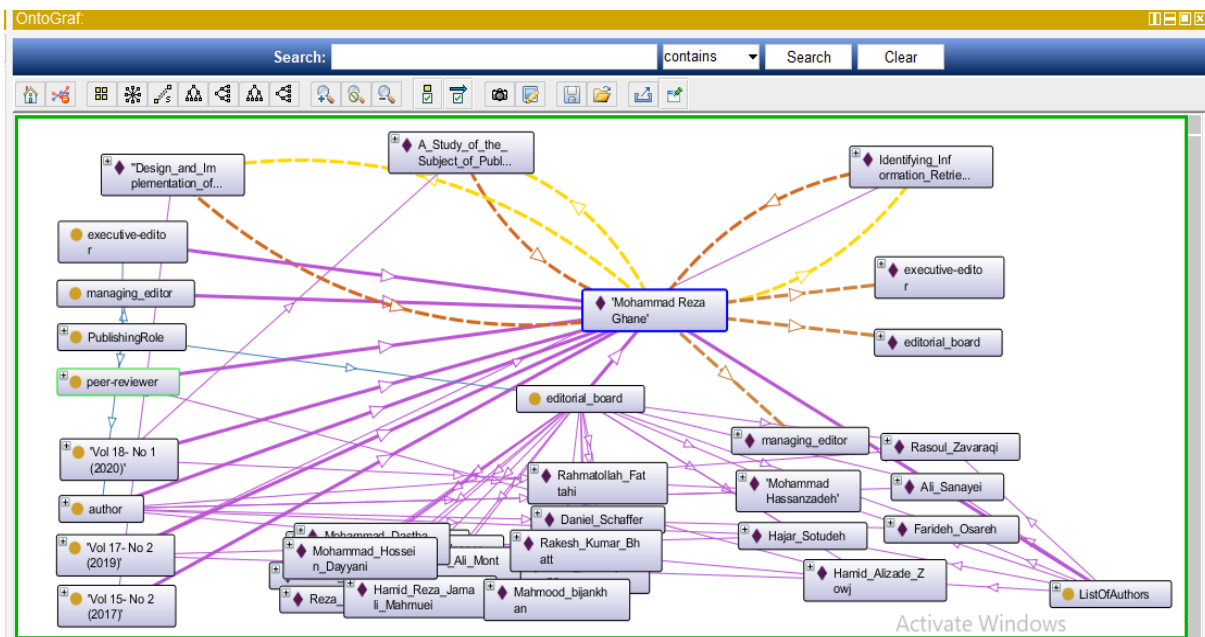 OntoGraf:
Search:
contains
Search
Clear
"Design_and_Im
plementation_of...
A_Study_of_the_
Subject_of_Publ...
Identifying_Inf
ormation_Retrie...
executive-edito
r
managing_editor
PublishingRole
peer-reviewer
'Mohammad Reza
Ghane'
executive-edito
r
editorial_board
editorial_board
managing_editor
Rasoul_Zavaraqi
'Vol 18- No 1
(2020)'
author
'Vol 17- No 2
(2019)'
'Vol 15- No 2
(2017)'
Rahmatollah_Fat
tahi
'Mohammad
Hassanzadeh'
Ali_Sanayei
Daniel_Schaffer
Hajar_Sotudeh
Farideh_Osareh
Mohammad_Hossei
n_Dayyani
Ali_Mont
Rakesh_Kumar_Bh
att
Hamid_Alizade_Z
owj
Reza_
Hamid_Reza_Jama
li_Mahmuei
Mahmood_bijankh
an
ListOfAuthors
Activate Windows